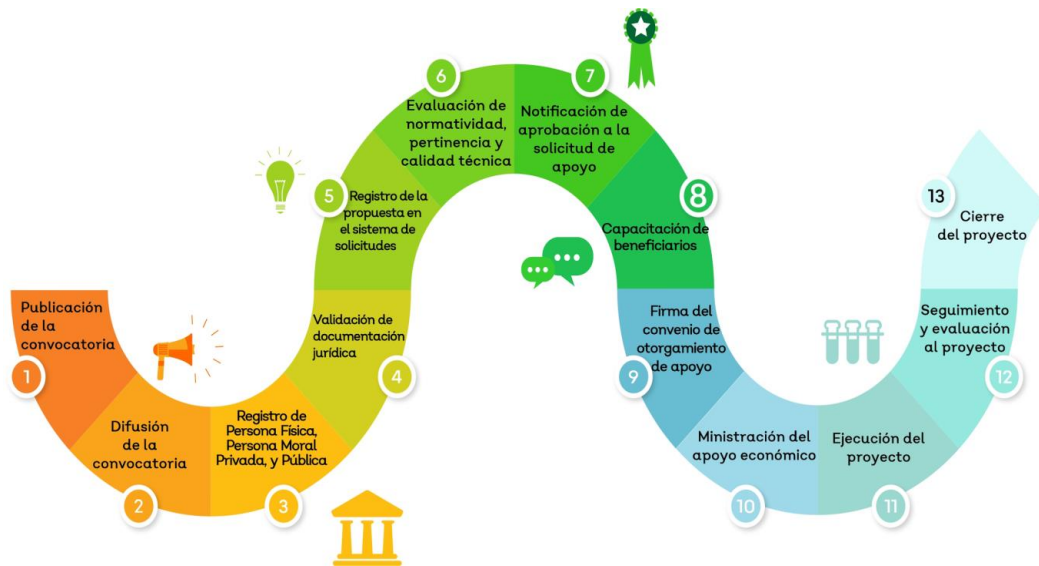 1
Publicación
de la
convocatoria
2
Difusión
de la
convocatoria
3
Registro de
Persona Física,
Persona Moral
Privada, y Pública
4
Validación de
documentación
jurídica
5
Registro de la
propuesta en
el sistema de
solicitudes
6
Evaluación de
normatividad,
pertinencia y
calidad técnica
7
Notificación de
aprobación a la
solicitud de
apoyo
8
Capacitación de
beneficiarios
9
Firma del
convenio de
otorgamiento
de apoyo
10
Ministración del
apoyo económico
11
Ejecución del
proyecto
12
Seguimiento
y evaluación
al proyecto
13
Cierre
del proyecto